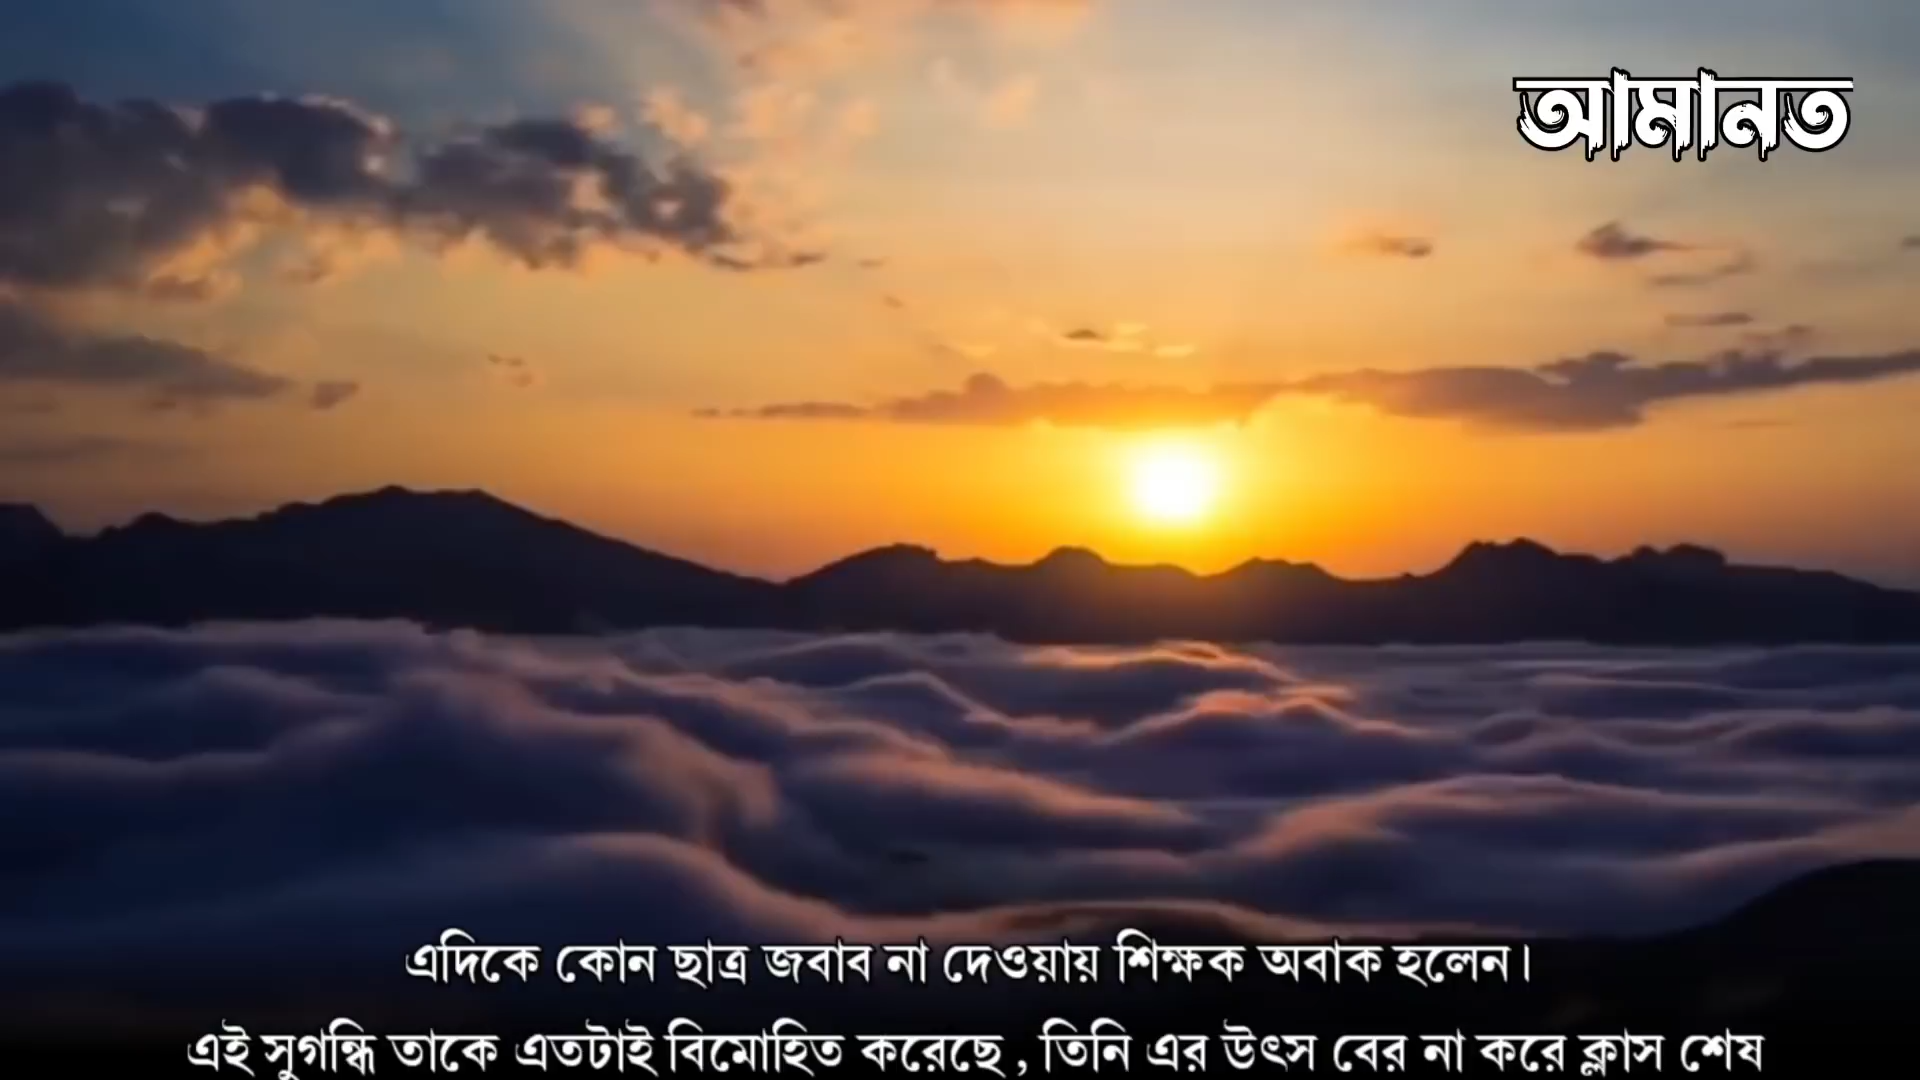 আমানত
এদিকে কোন ছাত্র জবাব না দেওয়ায় শিক্ষক অবাক হলেন।
এই সুগন্ধি তাকে এতটাই বিমোহিত করেছে, তিনি এর উৎস বের না করে ক্লাস শেষ